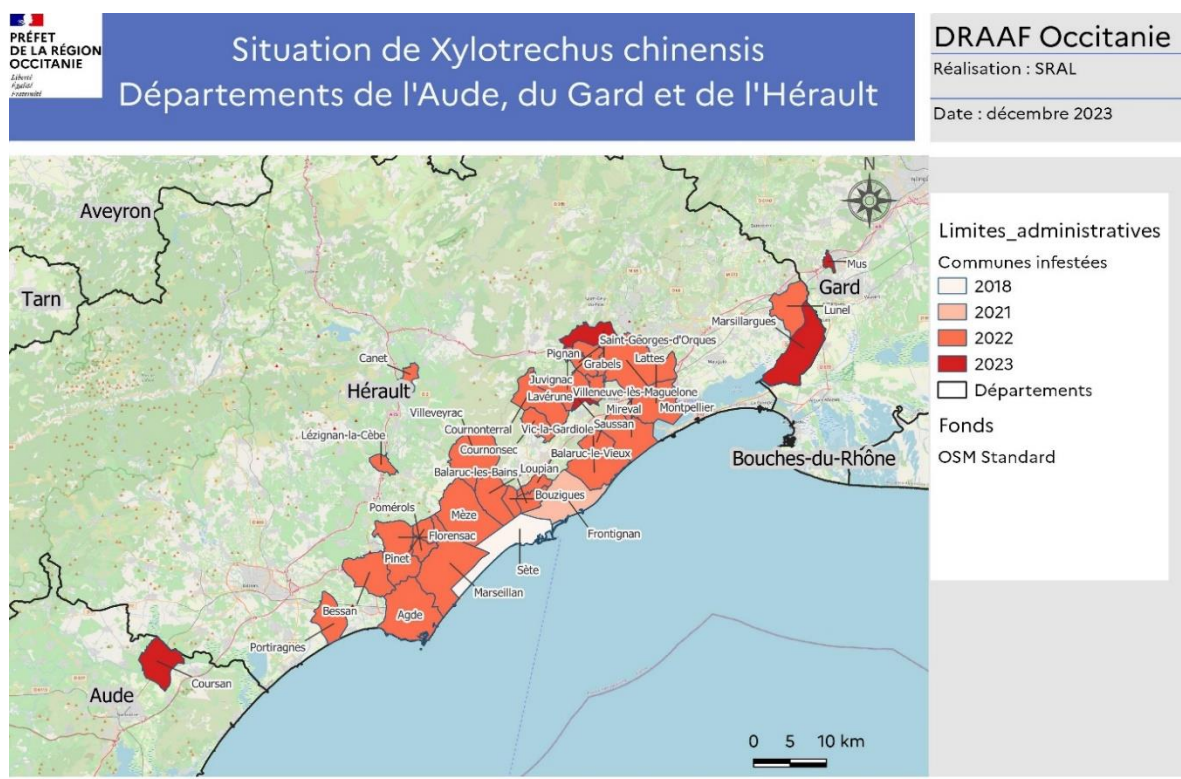 PRÉFET
DE LA RÉGION
OCCITANIE
Liberté
Égalité
Fraternité
Situation de Xylotrechus chinensis
Départements de l'Aude, du Gard et de l'Hérault
DRAAF Occitanie
Réalisation : SRAL
Date : décembre 2023
N
Aveyron
Tarn
Mus
Gard
Lunel
Marsillargues
Saint-Georges-d'Orques
Pignan
Lattes
Grabels
Canet
Juvignac
Hérault
Lavérune
Villeneuve-lès-Maguelone
Mireval
Montpellier
Villeveyrac
Cournonterral
Vic-la-Gardiole
Saussan
Lézignan-la-Cèbe
Cournonsec
Balaruc-le-Vieux
Bouches-du-Rhône
Balaruc-les-Bains
Loupian
Bouzigues
Pomérols
Mèze
Florensac
Frontignan
Pinet
Sète
Marseillan
Bessan
Agde
Portiragnes
Coursan
Aude
0 5 10 km
Limites_administratives
Communes infestées
2018
2021
2022
2023
Départements
Fonds
OSM Standard